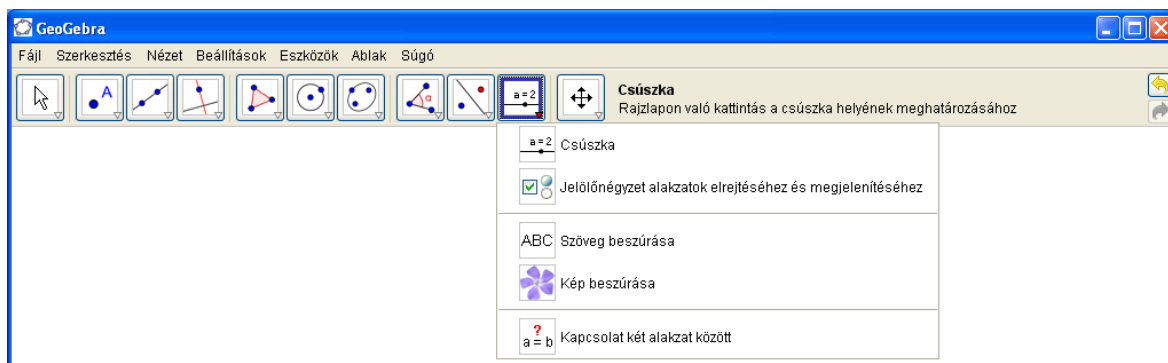 GeoGebra
Fájl Szerkesztés Nézet Beállítások Eszközök Ablak Súgó
A
α
a = 2
Csúszka
Rajzlapon való kattintás a csúszka helyének meghatározásához
a = 2 Csúszka
Jelölőnégyzet alakzatok elrejtéséhez és megjelenítéséhez
ABC Szöveg beszúrása
Kép beszúrása
?
a = b Kapcsolat két alakzat között